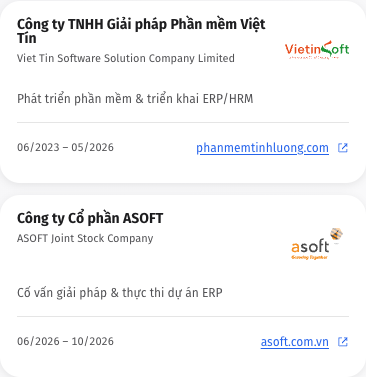 Công ty TNHH Giải pháp Phần mềm Việt
Tín
Viet Tin Software Solution Company Limited
VietinSoft
Phát triển phần mềm & triển khai ERP/HRM
06/2023 – 05/2026
phanmemtinhluong.com
Công ty Cổ phần ASOFT
ASOFT Joint Stock Company
asoft
Growing Together
Cố vấn giải pháp & thực thi dự án ERP
06/2026 – 10/2026
asoft.com.vn